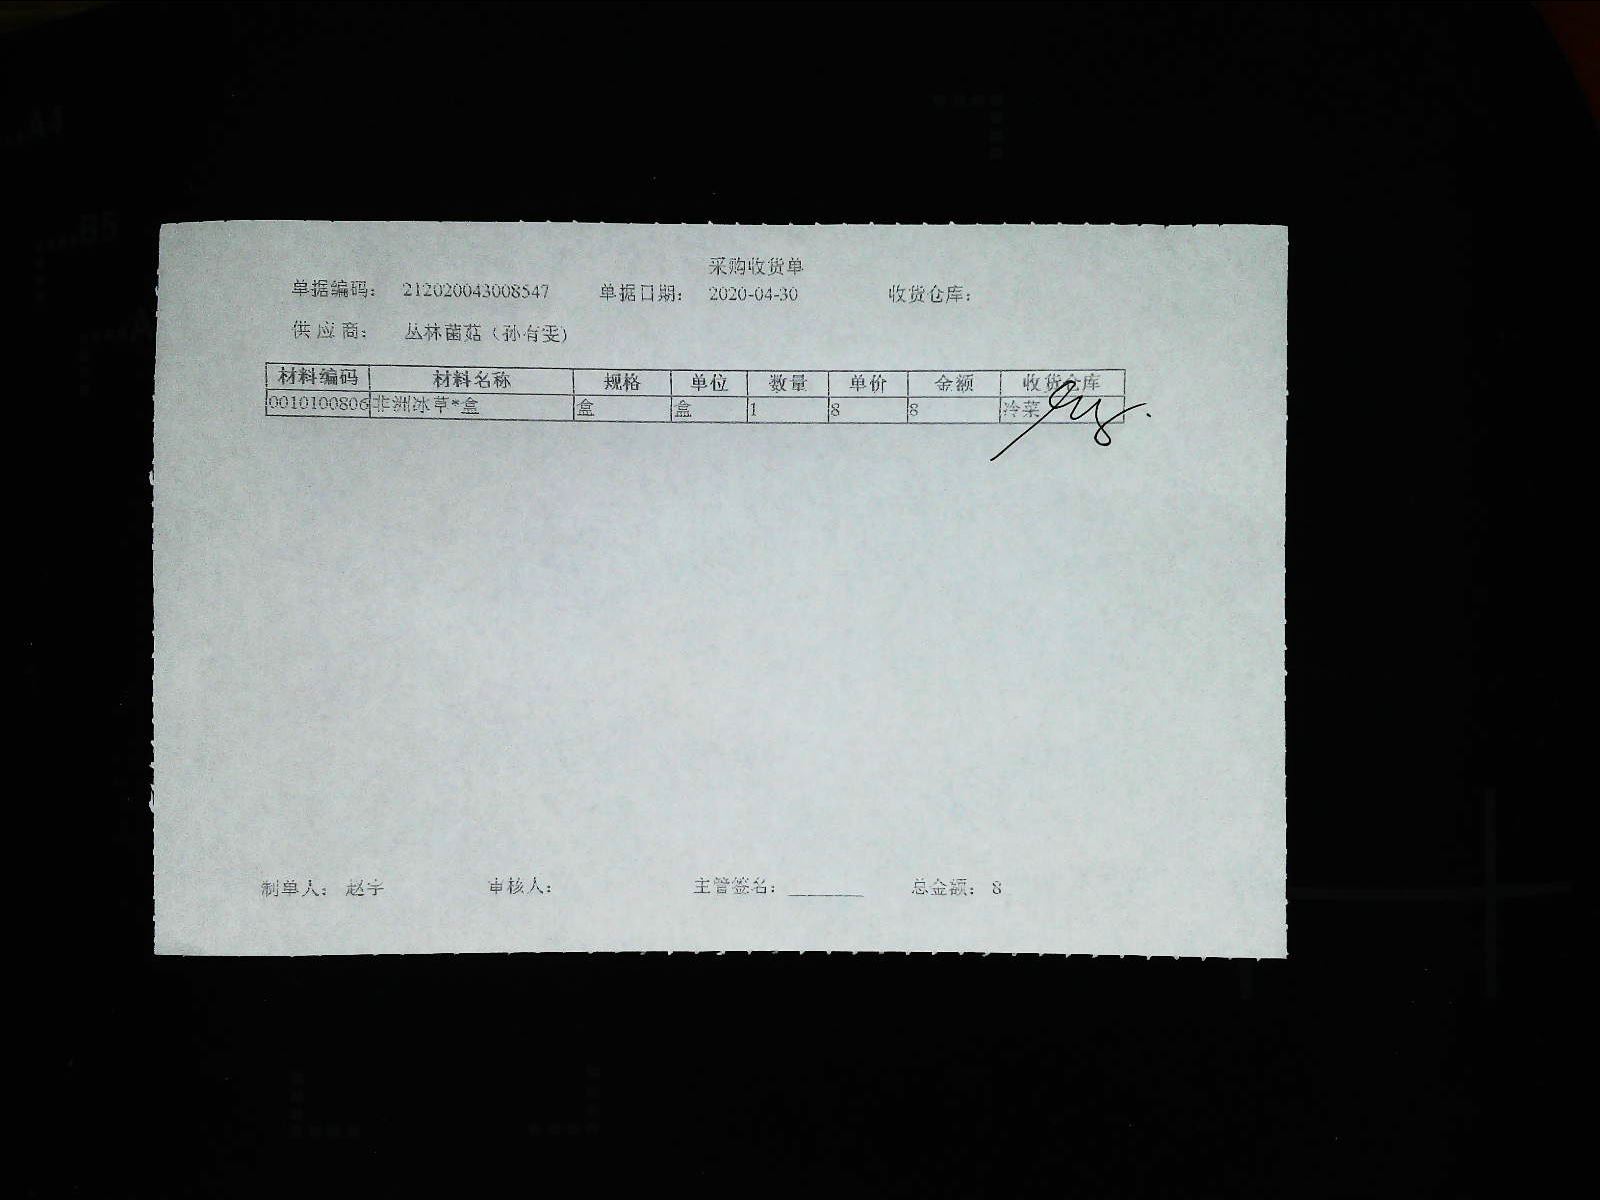 采购收货单
单据编码: 212020043008547 单据日期: 2020-04-30 收货仓库:
供应商: 丛林菌菇(孙有雯)
材料编码 材料名称 规格 单位 数量 单价 金额 收货仓库
0010100806 非洲冰草*盒 盒 盒 1 8 8 冷菜
制单人: 赵宇 审核人: 主管签名: ________ 总金额: 8